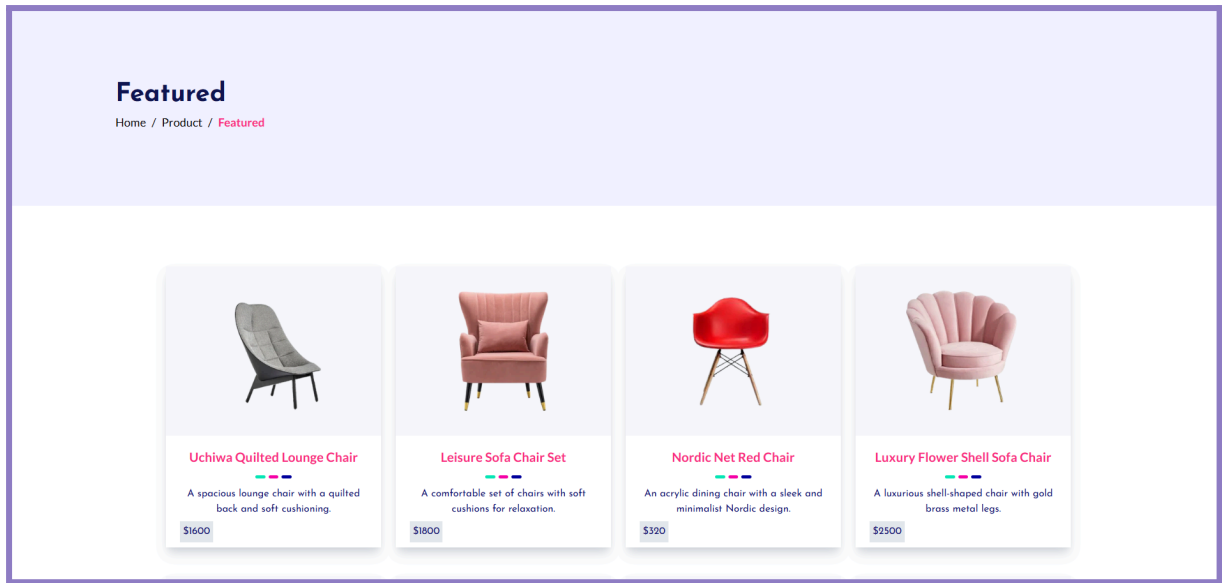 Featured
Home / Product / Featured
Uchiwa Quilted Lounge Chair
A spacious lounge chair with a quilted
back and soft cushioning.
$1600
Leisure Sofa Chair Set
A comfortable set of chairs with soft
cushions for relaxation.
$1800
Nordic Net Red Chair
An acrylic dining chair with a sleek and
minimalist Nordic design.
$320
Luxury Flower Shell Sofa Chair
A luxurious shell-shaped chair with gold
brass metal legs.
$2500